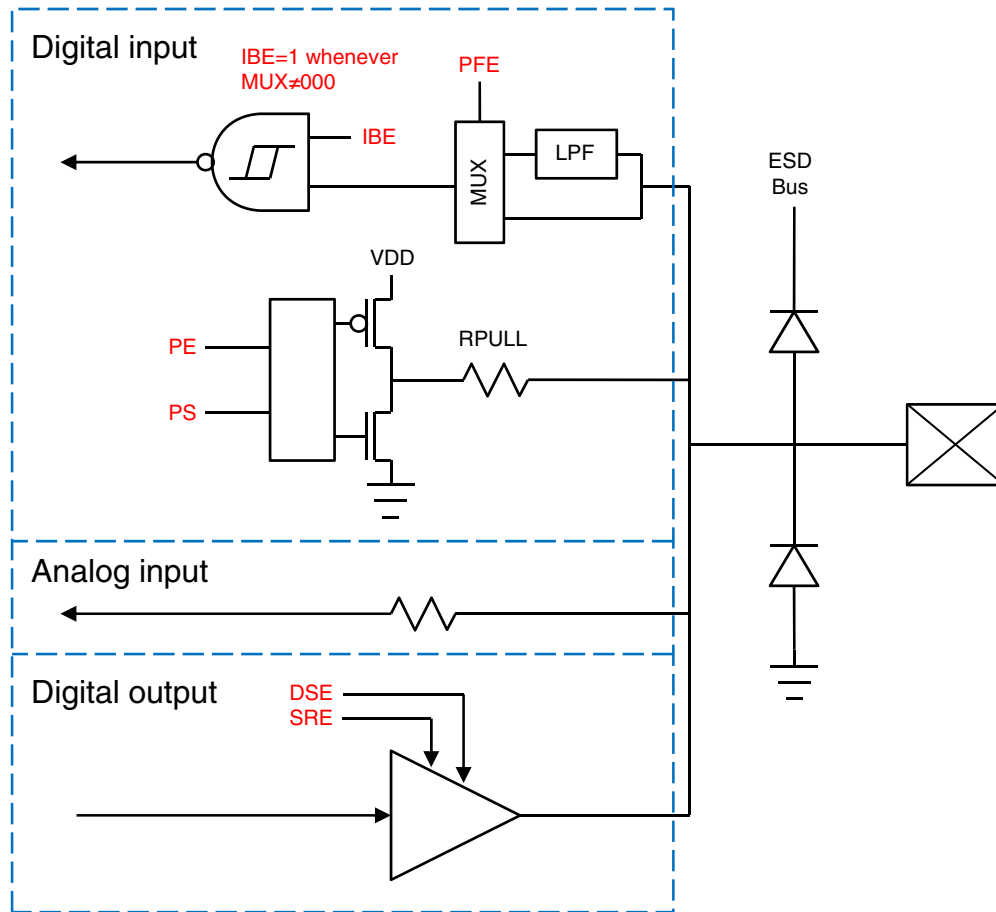 Digital input
IBE=1 whenever
MUX≠000
PFE
IBE
LPF
MUX
ESD
Bus
VDD
PE
RPULL
PS
Analog input
Digital output
DSE
SRE